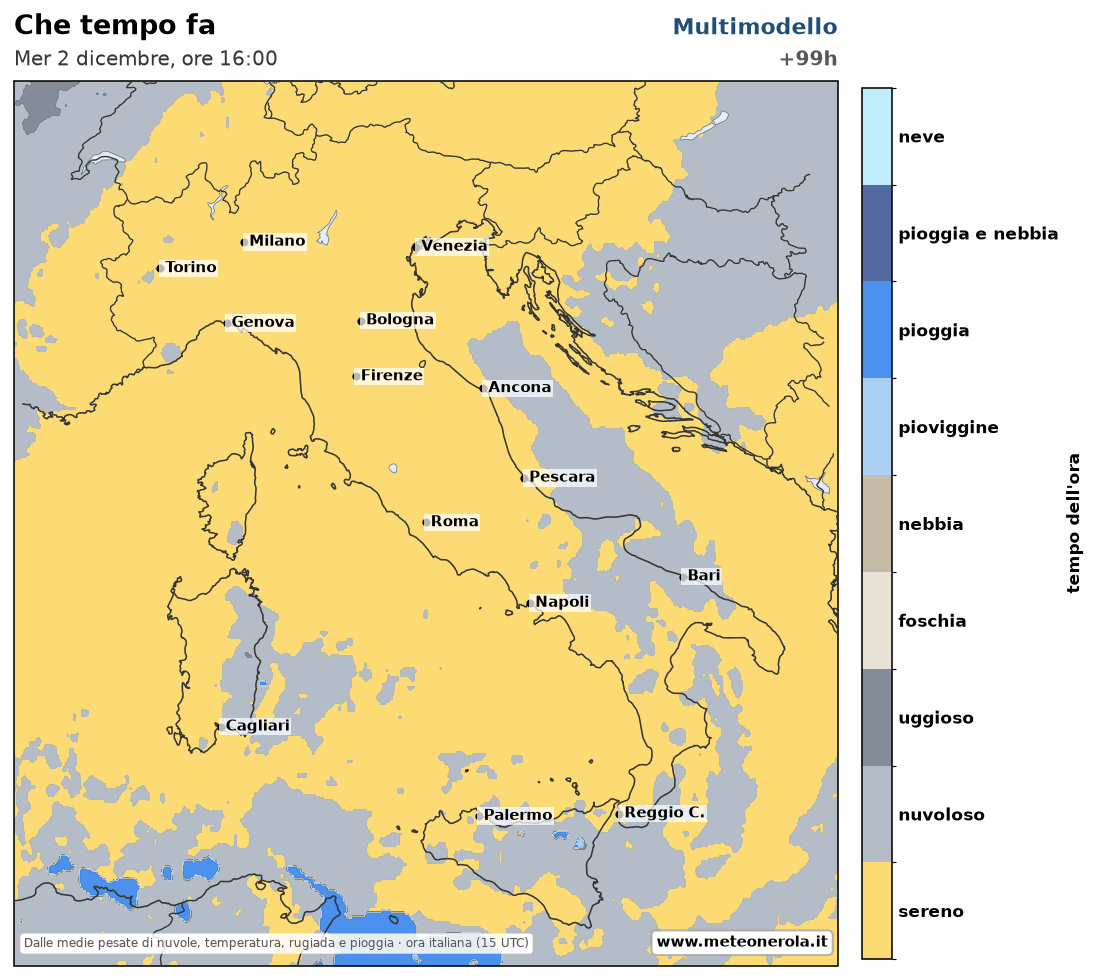 Che tempo fa
Multimodello
Mer 2 dicembre, ore 16:00
+99h
neve
pioggia e nebbia
pioggia
pioviggine
nebbia
foschia
uggioso
nuvoloso
sereno
tempo dell'ora
Milano
Venezia
Torino
Genova
Bologna
Firenze
Ancona
Pescara
Roma
Bari
Napoli
Cagliari
Palermo
Reggio C.
Dalle medie pesate di nuvole, temperatura, rugiada e pioggia · ora italiana (15 UTC)
www.meteonerola.it